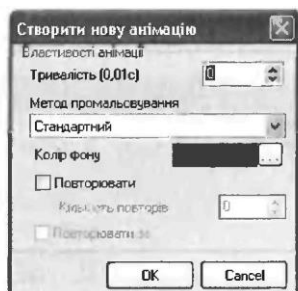 Створити нову анімацію
Властивості анімації
Тривалість (0,01с) 0
Метод промальовування
Стандартний
Колір фону ...
Повторювати
Кількість повторів 0
Повторювати за
OK Cancel